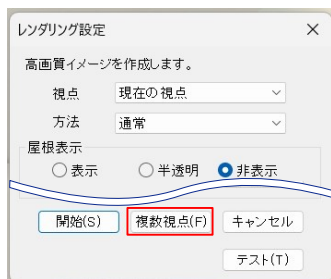 レンダリング設定
高画質イメージを作成します。
視点 現在の視点
方法 通常
屋根表示
表示 半透明 非表示
開始(S) 複数視点(F) キャンセル
テスト(T)